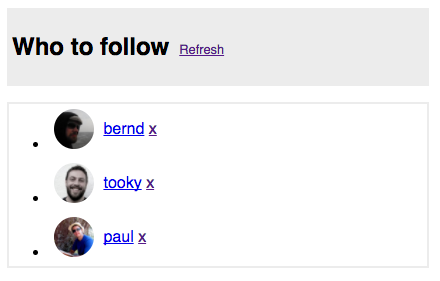 Who to follow Refresh
bernd x
tooky x
paul x